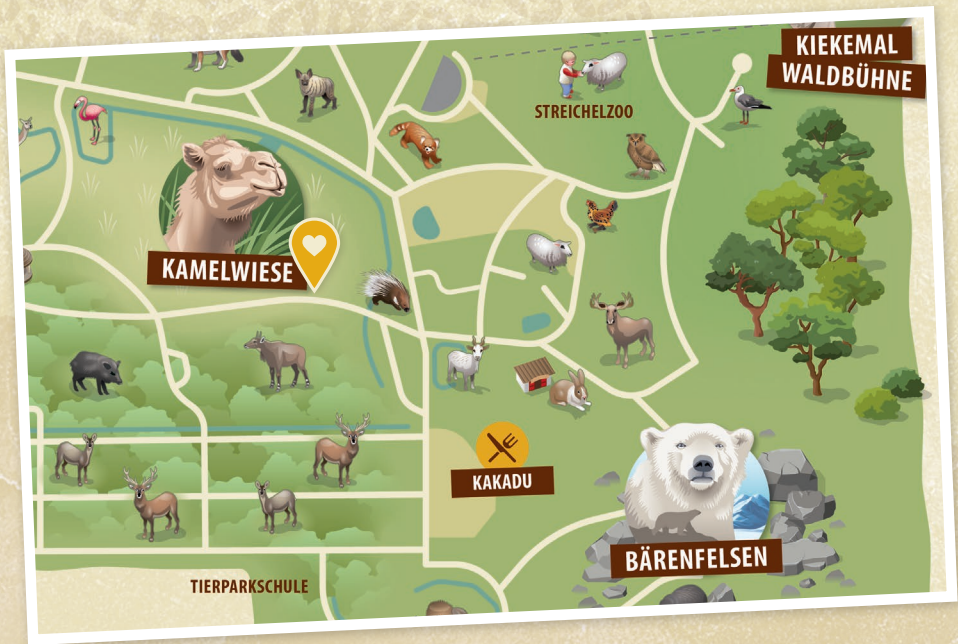 KIEKEMAL
WALDBÜHNE
STREICHELZOO
KAMELWIESE
KAKADU
BÄRENFELSEN
TIERPARKSCHULE